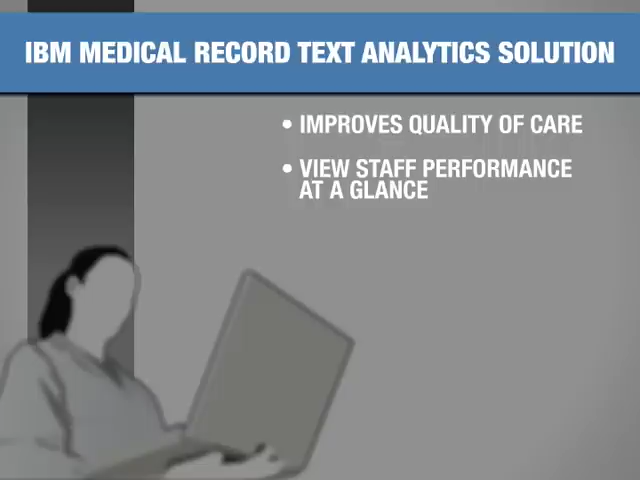 IBM MEDICAL RECORD TEXT ANALYTICS SOLUTION
• IMPROVES QUALITY OF CARE
• VIEW STAFF PERFORMANCE
AT A GLANCE